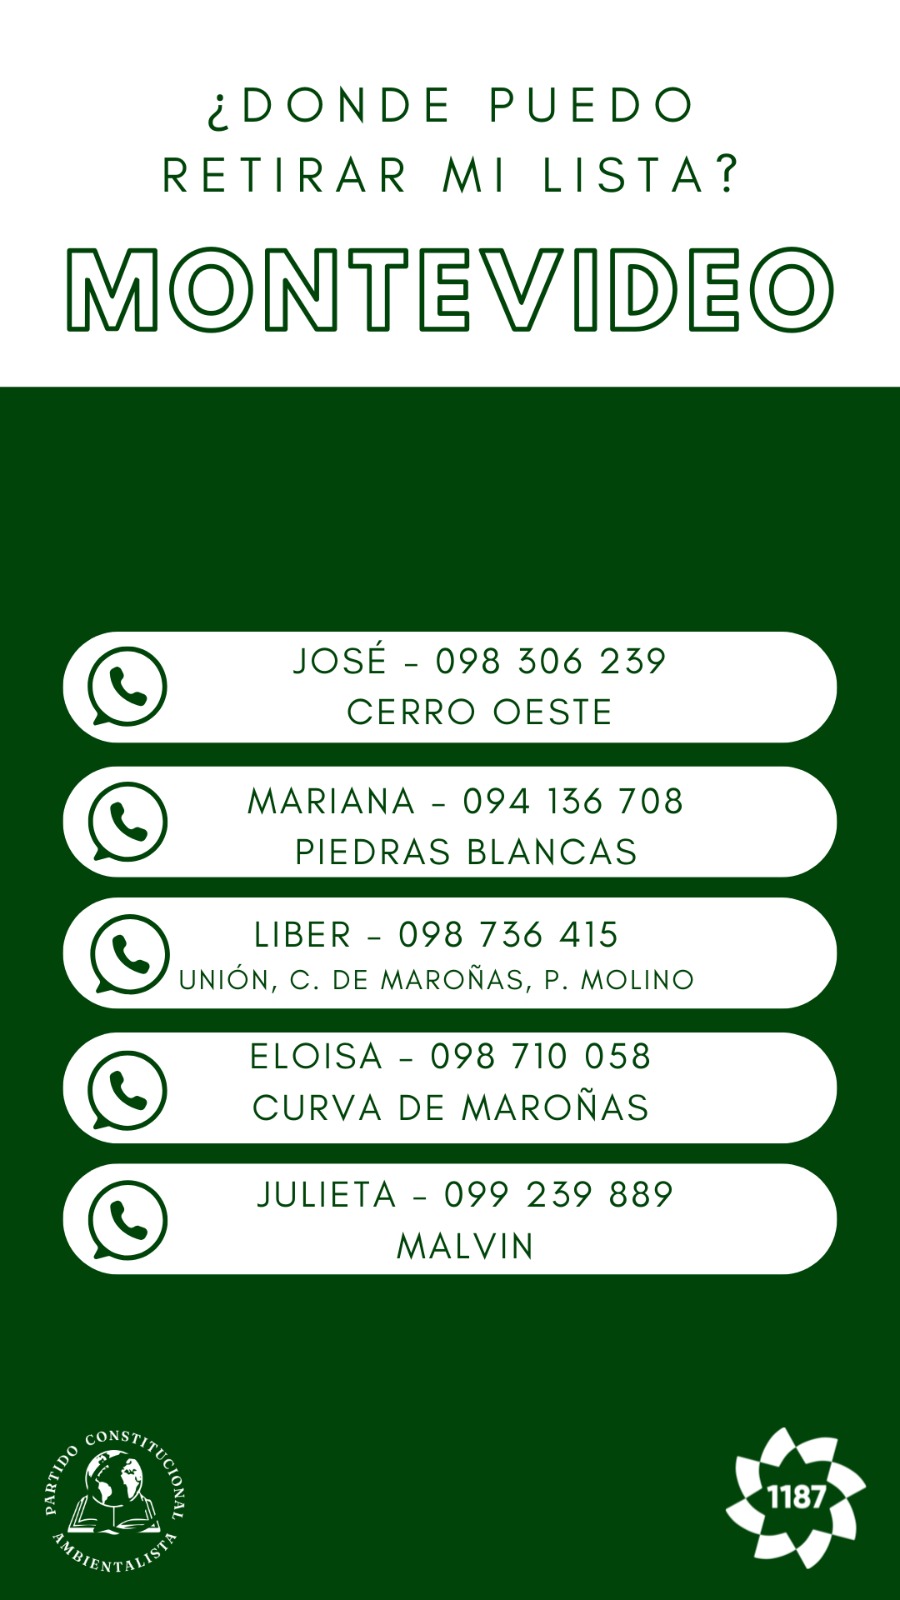 ¿DONDE PUEDO
RETIRAR MI LISTA?
MONTEVIDEO
JOSÉ - 098 306 239
CERRO OESTE
MARIANA - 094 136 708
PIEDRAS BLANCAS
LIBER - 098 736 415
UNIÓN, C. DE MAROÑAS, P. MOLINO
ELOISA - 098 710 058
CURVA DE MAROÑAS
JULIETA - 099 239 889
MALVIN
PARTIDO CONSTITUCIONAL
AMBIENTALISTA
1187